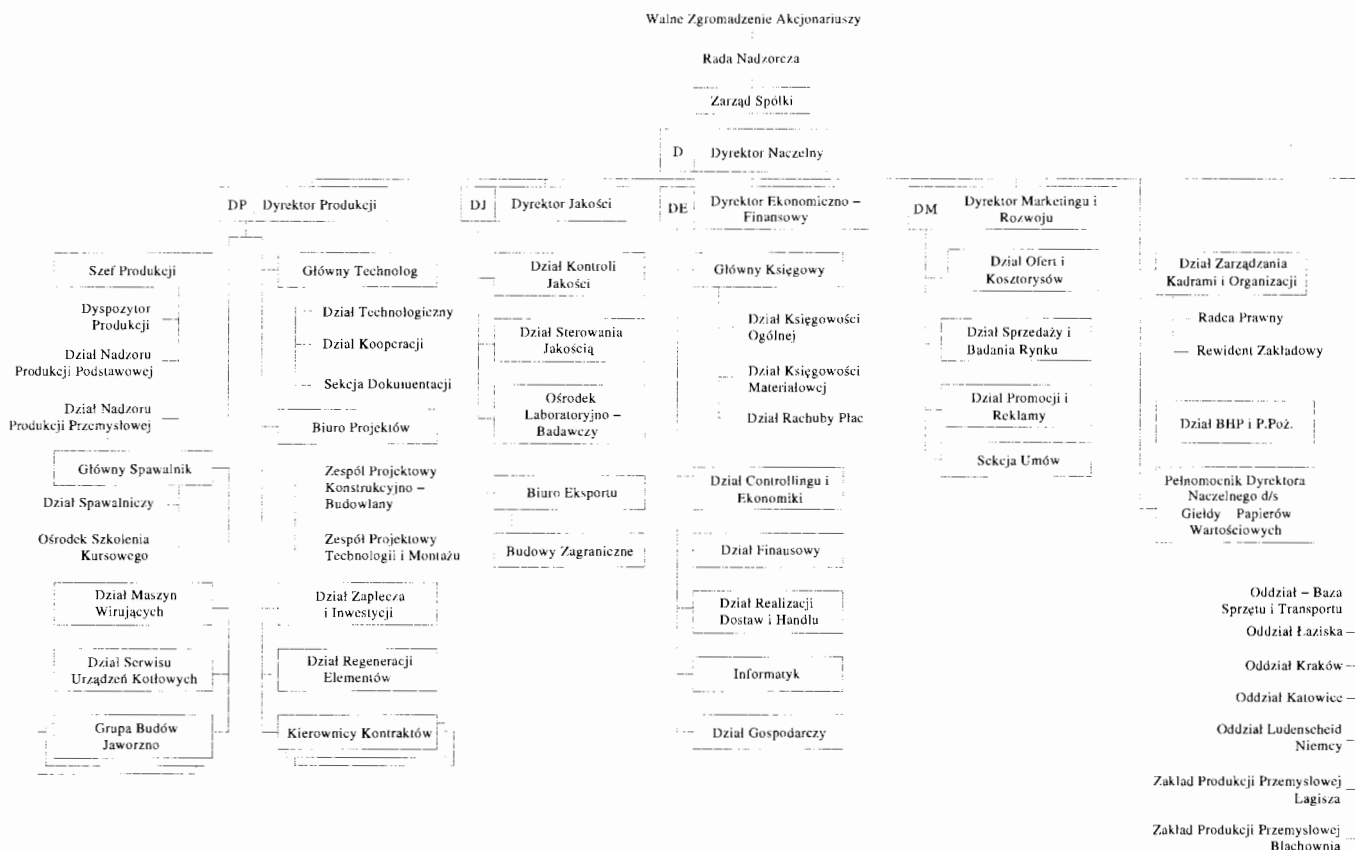 Walne Zgromadzenie Akcjonariuszy
Rada Nadzorcza
Zarząd Spółki
D Dyrektor Naczelny
DP Dyrektor Produkcji
Szef Produkcji
Dyspozytor
Produkcji
Dział Nadzoru
Produkcji Podstawowej
Dział Nadzoru
Produkcji Przemysłowej
Główny Spawalnik
Dział Spawalniczy
Ośrodek Szkolenia
Kursowego
Dział Maszyn
Wirujących
Dział Serwisu
Urządzeń Kotłowych
Grupa Budów
Jaworzno
Główny Technolog
Dział Technologiczny
Dział Kooperacji
Sekcja Dokumentacji
Biuro Projektów
Zespół Projektowy
Konstrukcyjno –
Budowlany
Zespół Projektowy
Technologii i Montażu
Dział Zaplecza
i Inwestycji
Dział Regeneracji
Elementów
Kierownicy Kontraktów
DJ Dyrektor Jakości
Dział Kontroli
Jakości
Dział Sterowania
Jakością
Ośrodek
Laboratoryjno –
Badawczy
Biuro Eksportu
Budowy Zagraniczne
DE Dyrektor Ekonomiczno –
Finansowy
Główny Księgowy
Dział Księgowości
Ogólnej
Dział Księgowości
Materiałowej
Dział Rachuby Płac
Dział Controllingu i
Ekonomiki
Dział Finansowy
Dział Realizacji
Dostaw i Handlu
Informatyk
Dział Gospodarczy
DM Dyrektor Marketingu i
Rozwoju
Dział Ofert i
Kosztorysów
Dział Sprzedaży i
Badania Rynku
Dział Promocji i
Reklamy
Sekcja Umów
Dział Zarządzania
Kadrami i Organizacji
Radca Prawny
Rewident Zakładowy
Dział BHP i P.Poż.
Pełnomocnik Dyrektora
Naczelnego d/s
Giełdy Papierów
Wartościowych
Oddział – Baza
Sprzętu i Transportu
Oddział Łaziska
Oddział Kraków
Oddział Katowice
Oddział Ludenscheid
Niemcy
Zakład Produkcji Przemysłowej
Łagisza
Zakład Produkcji Przemysłowej
Blachownia